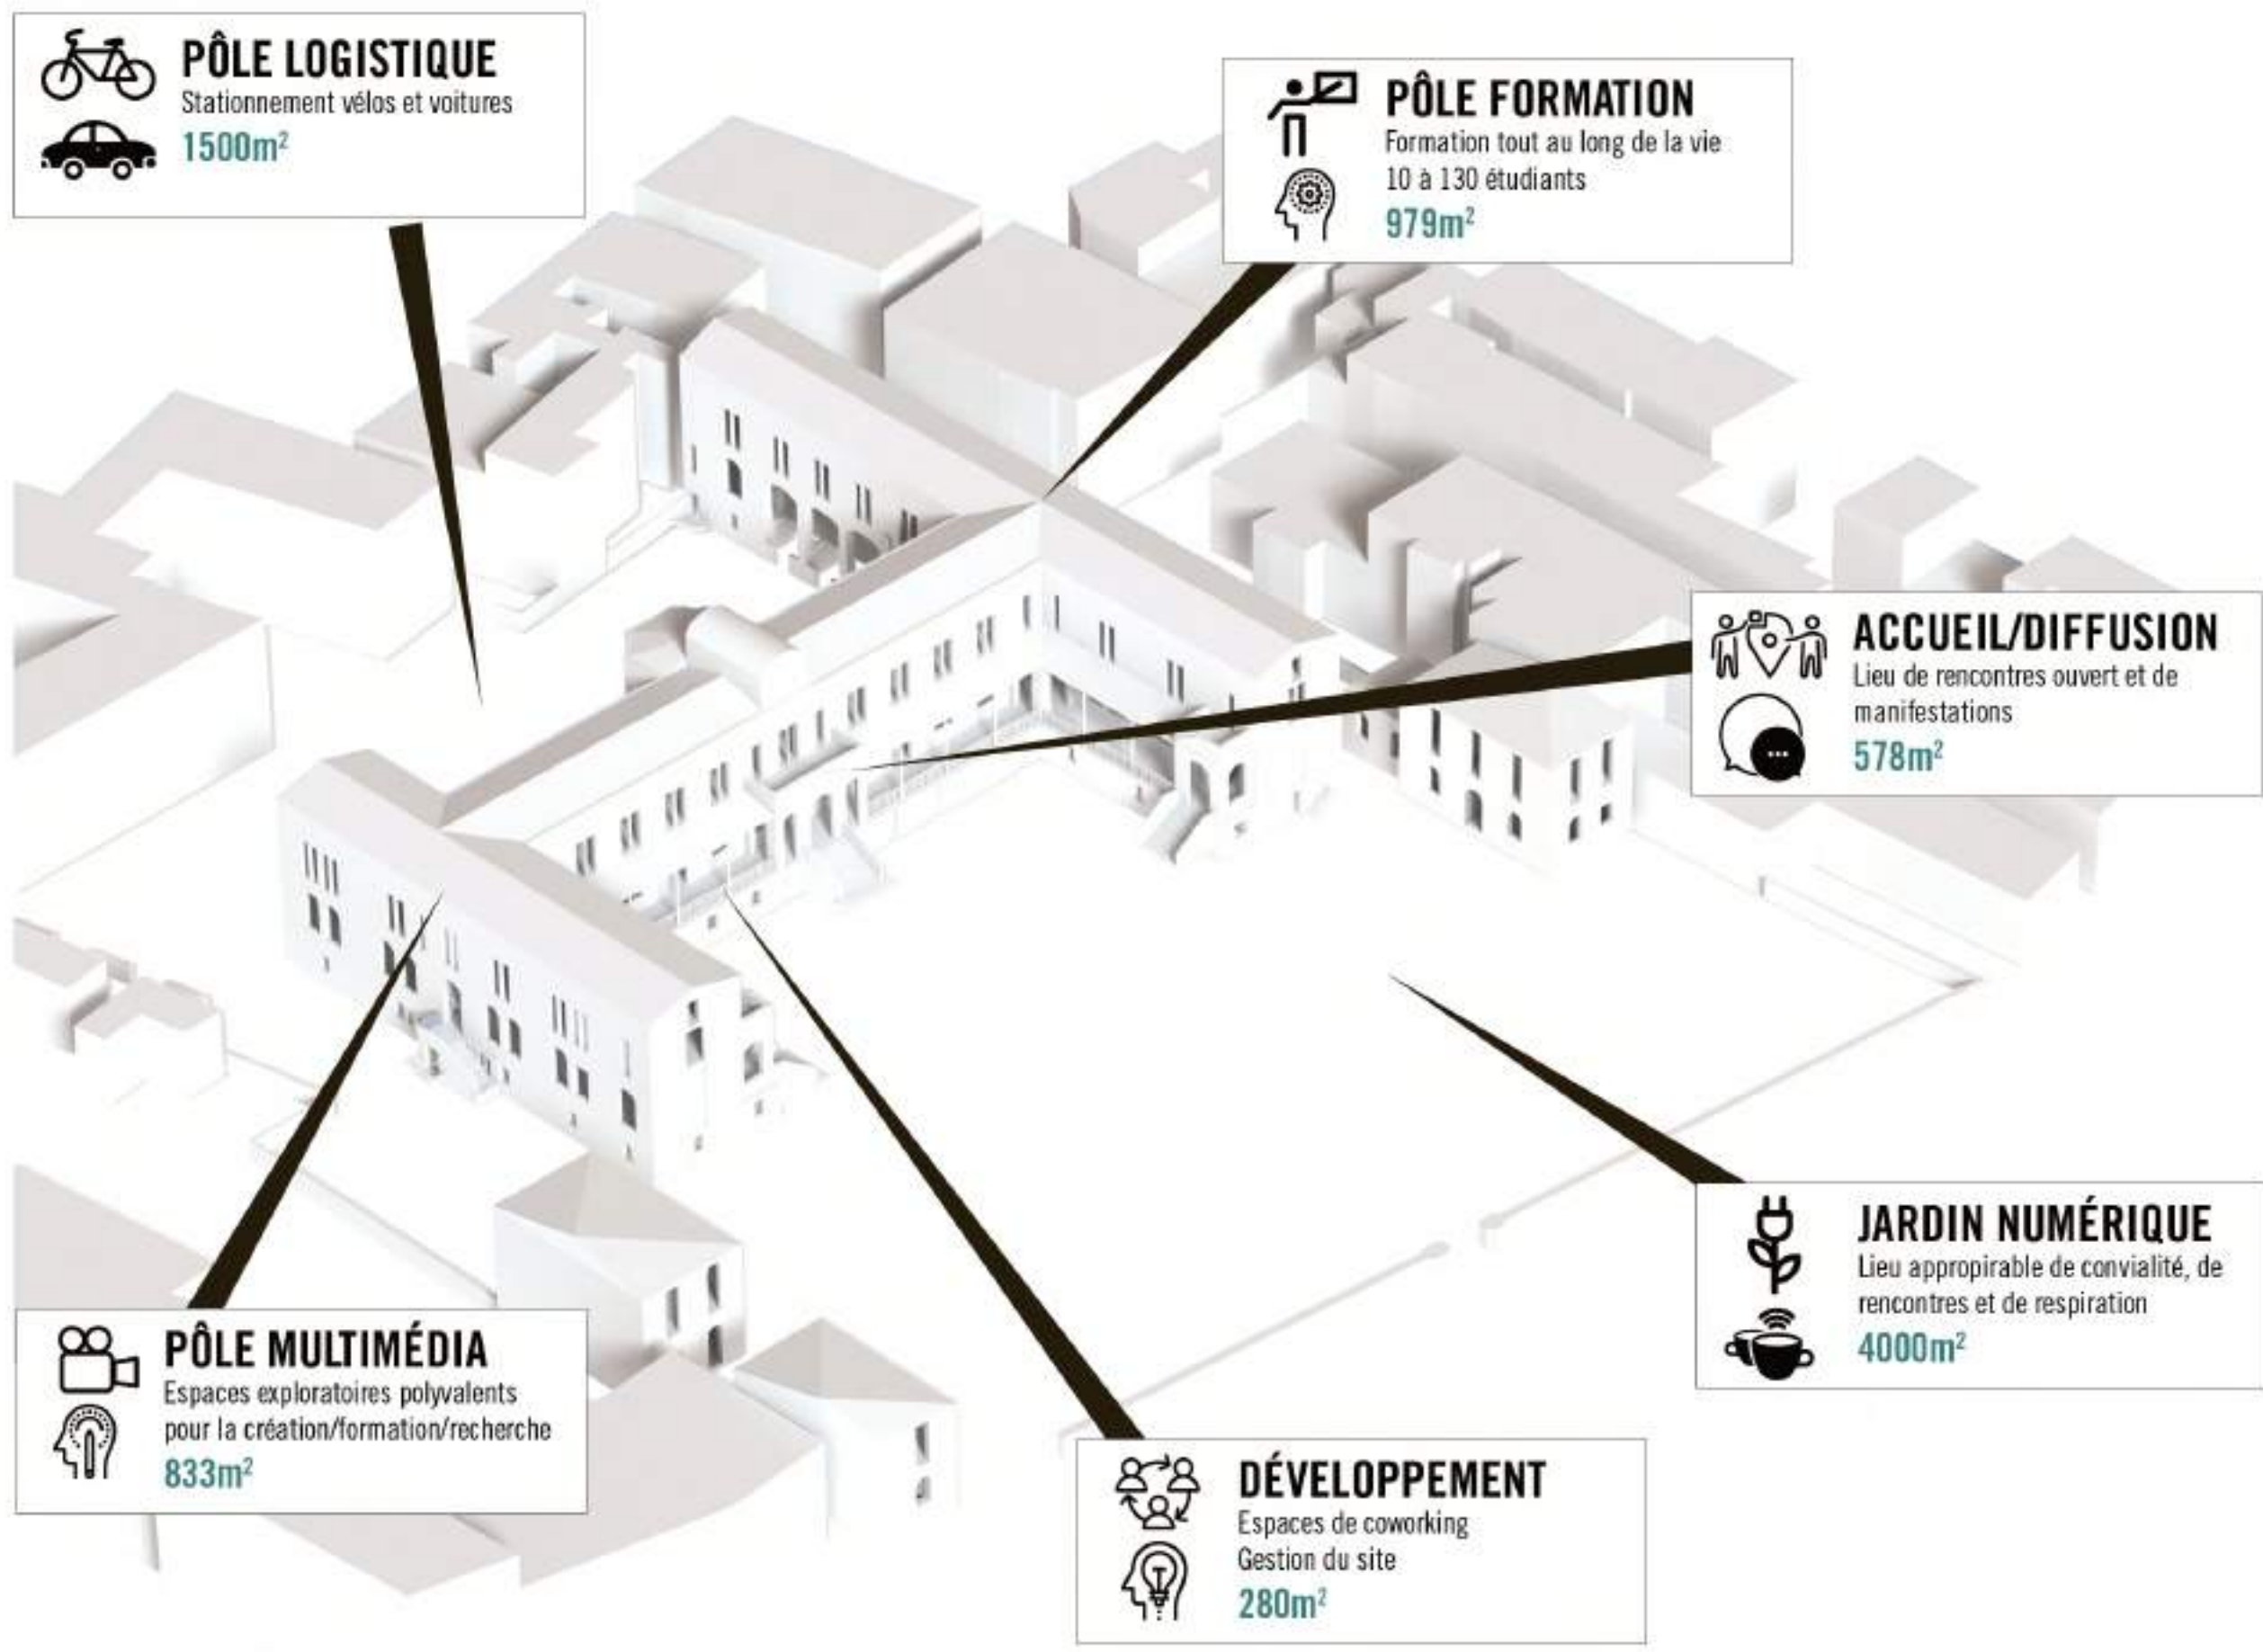 PÔLE LOGISTIQUE
Stationnement vélos et voitures
1500m²
PÔLE FORMATION
Formation tout au long de la vie
10 à 130 étudiants
979m²
ACCUEIL/DIFFUSION
Lieu de rencontres ouvert et de
manifestations
578m²
JARDIN NUMÉRIQUE
Lieu appropirable de convialité, de
rencontres et de respiration
4000m²
PÔLE MULTIMÉDIA
Espaces exploratoires polyvalents
pour la création/formation/recherche
833m²
DÉVELOPPEMENT
Espaces de coworking
Gestion du site
280m²